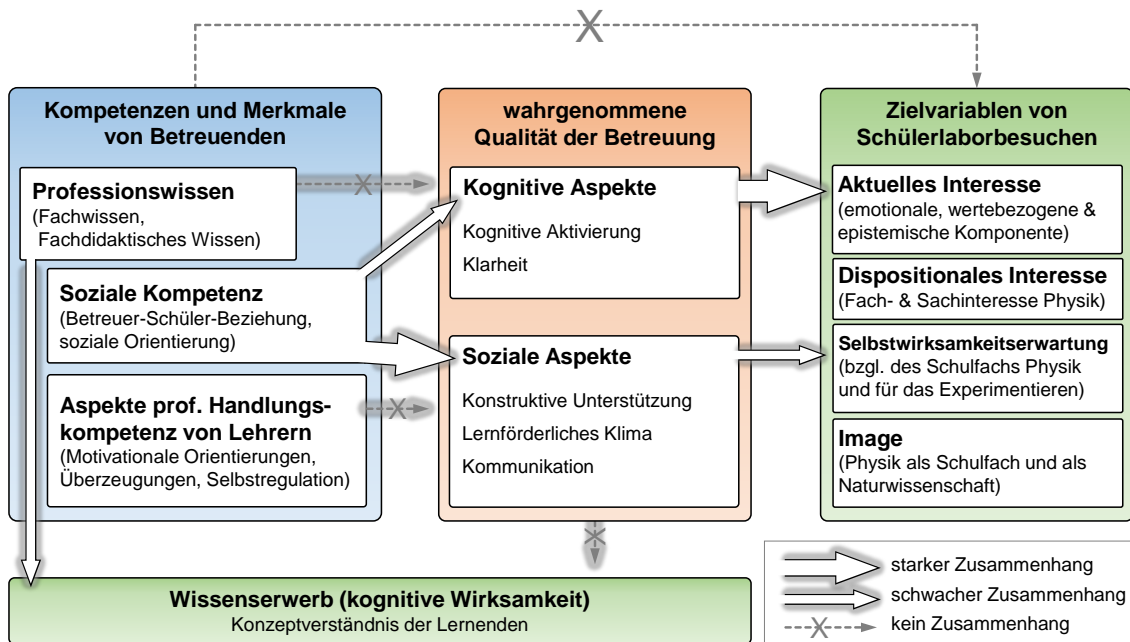 Kompetenzen und Merkmale
von Betreuenden
Professionswissen
(Fachwissen,
Fachdidaktisches Wissen)
Soziale Kompetenz
(Betreuer-Schüler-Beziehung,
soziale Orientierung)
Aspekte prof. Handlungs-
kompetenz von Lehrern
(Motivationale Orientierungen,
Überzeugungen, Selbstregulation)
wahrgenommene
Qualität der Betreuung
Kognitive Aspekte
Kognitive Aktivierung
Klarheit
Soziale Aspekte
Konstruktive Unterstützung
Lernförderliches Klima
Kommunikation
Zielvariablen von
Schülerlaborbesuchen
Aktuelles Interesse
(emotionale, wertebezogene &
epistemische Komponente)
Dispositionales Interesse
(Fach- & Sachinteresse Physik)
Selbstwirksamkeitserwartung
(bzgl. des Schulfachs Physik
und für das Experimentieren)
Image
(Physik als Schulfach und als
Naturwissenschaft)
Wissenserwerb (kognitive Wirksamkeit)
Konzeptverständnis der Lernenden
starker Zusammenhang
schwacher Zusammenhang
kein Zusammenhang